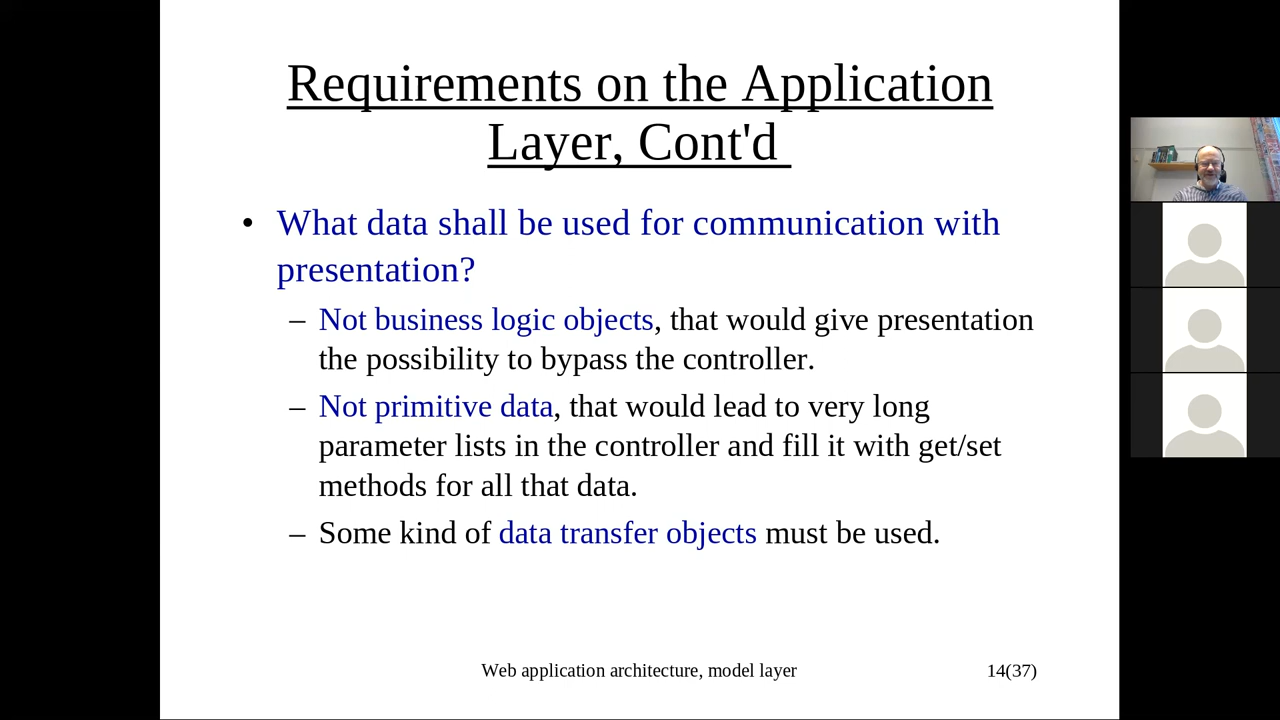 Requirements on the Application
Layer, Cont'd
• What data shall be used for communication with
presentation?
– Not business logic objects, that would give presentation
the possibility to bypass the controller.
– Not primitive data, that would lead to very long
parameter lists in the controller and fill it with get/set
methods for all that data.
– Some kind of data transfer objects must be used.
Web application architecture, model layer
14(37)